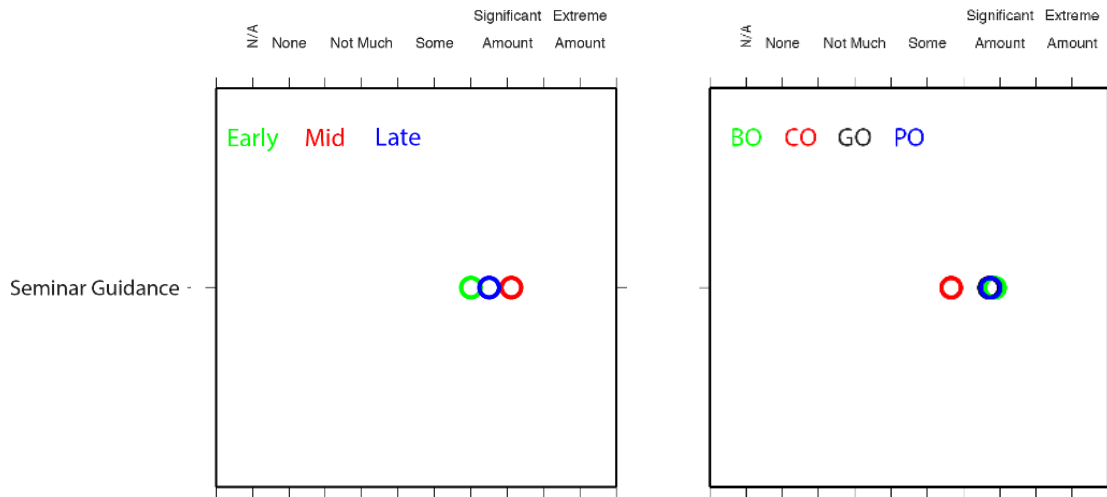 Significant Extreme
N/A None Not Much Some Amount Amount
Significant Extreme
N/A None Not Much Some Amount Amount
Early Mid Late
BO CO GO PO
Seminar Guidance